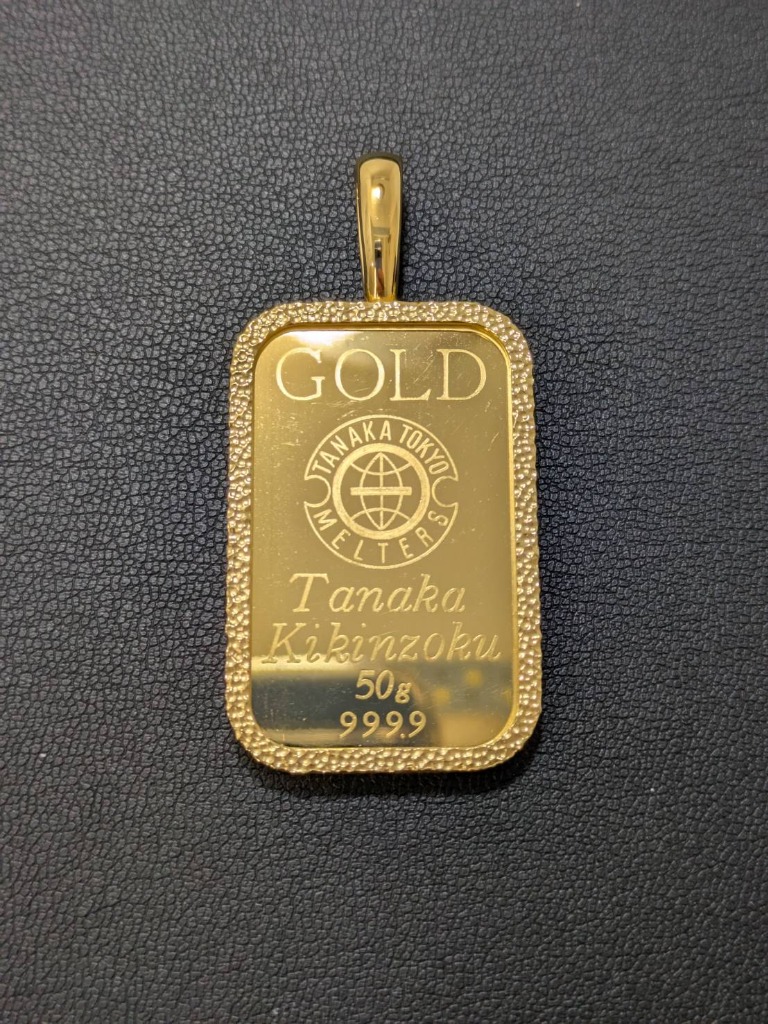 GOLD
TANAKA TOKYO
MELTERS
Tanaka
Kikinzoku
50g
999.9